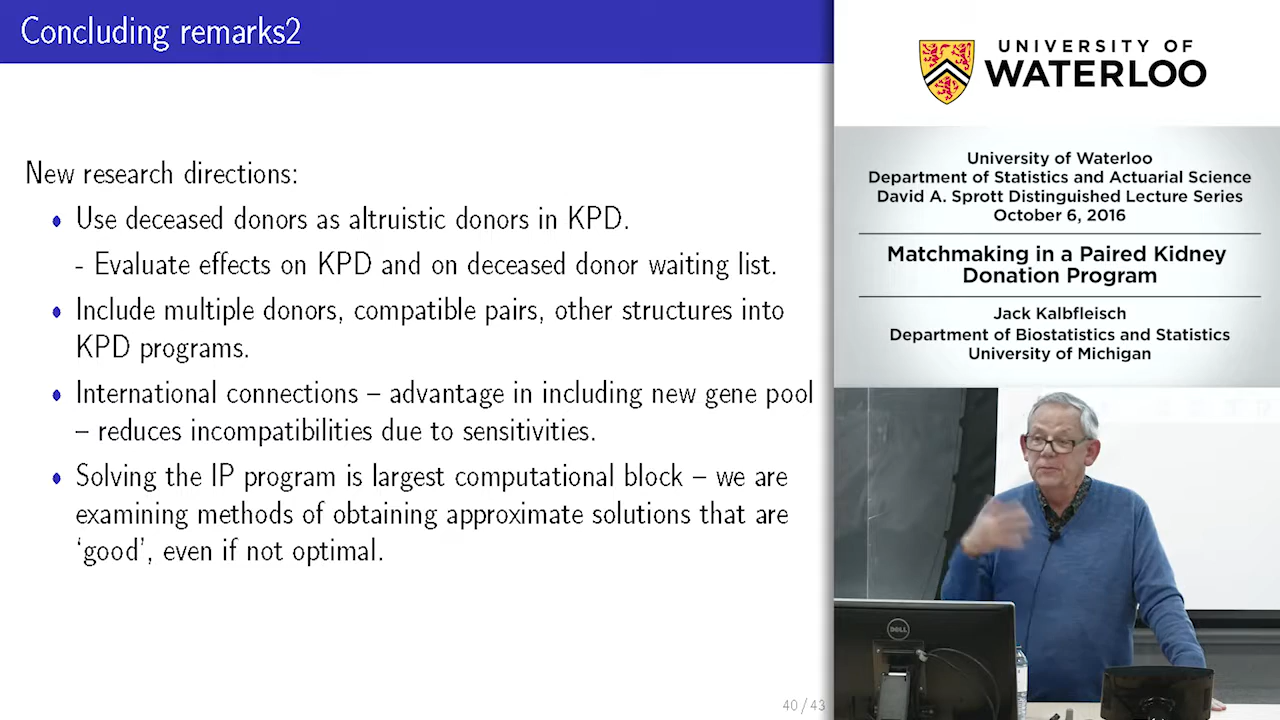 Concluding remarks2
New research directions:
• Use deceased donors as altruistic donors in KPD.
- Evaluate effects on KPD and on deceased donor waiting list.
• Include multiple donors, compatible pairs, other structures into
KPD programs.
• International connections – advantage in including new gene pool
– reduces incompatibilities due to sensitivities.
• Solving the IP program is largest computational block – we are
examining methods of obtaining approximate solutions that are
‘good’, even if not optimal.
40 / 43
UNIVERSITY OF
WATERLOO
University of Waterloo
Department of Statistics and Actuarial Science
David A. Sprott Distinguished Lecture Series
October 6, 2016
Matchmaking in a Paired Kidney
Donation Program
Jack Kalbfleisch
Department of Biostatistics and Statistics
University of Michigan
DELL